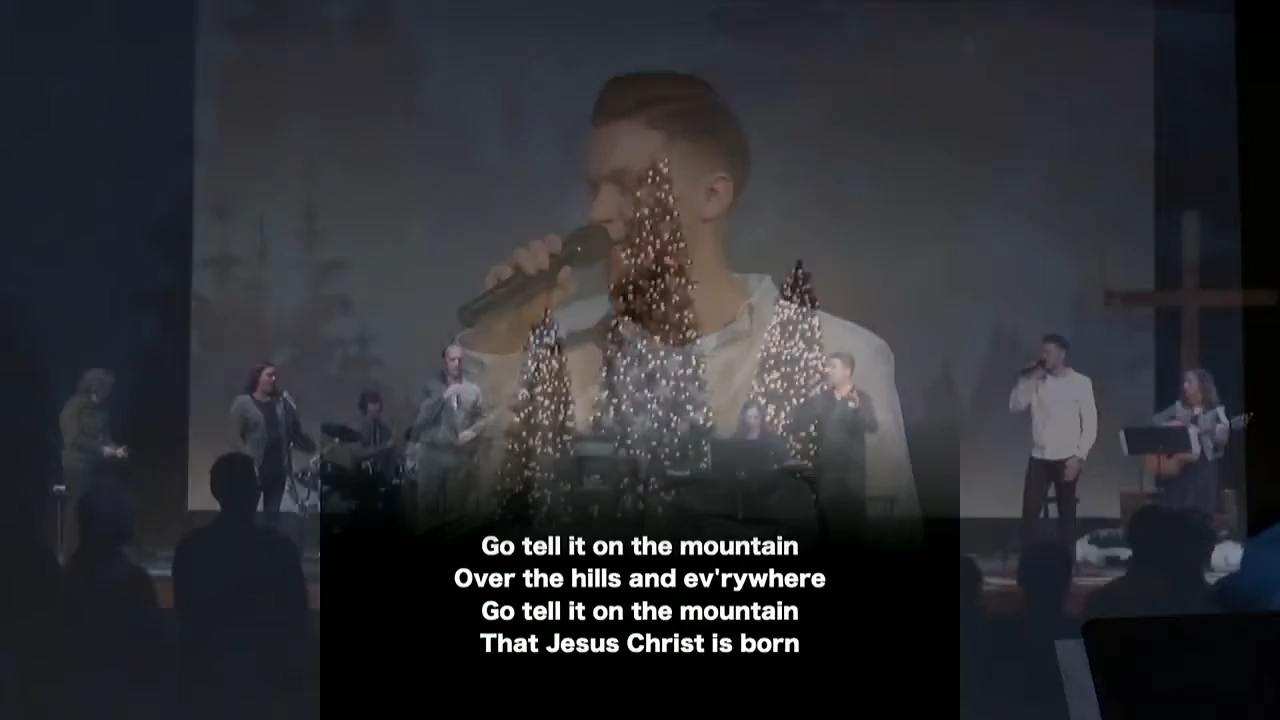 Go tell it on the mountain
Over the hills and ev'rywhere
Go tell it on the mountain
That Jesus Christ is born